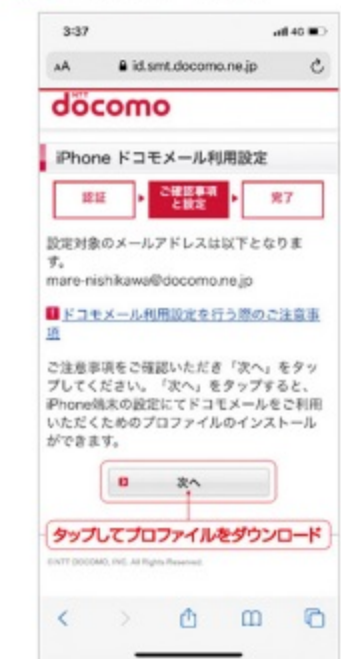 3:37
4G
AA
id.smt.docomo.ne.jp
NTT
döcomo
iPhone ドコモメール利用設定
認証
ご確認事項
と設定
完了
設定対象のメールアドレスは以下となりま
す。
mare-nishikawa@docomo.ne.jp
ドコモメール利用設定を行う際のご注意事
項
ご注意事項をご確認いただき「次へ」をタッ
プしてください。「次へ」をタップすると、
iPhone端末の設定にてドコモメールをご利用
いただくためのプロファイルのインストール
ができます。
次へ
タップしてプロファイルをダウンロード
©NTT DOCOMO, INC. All Rights Reserved.